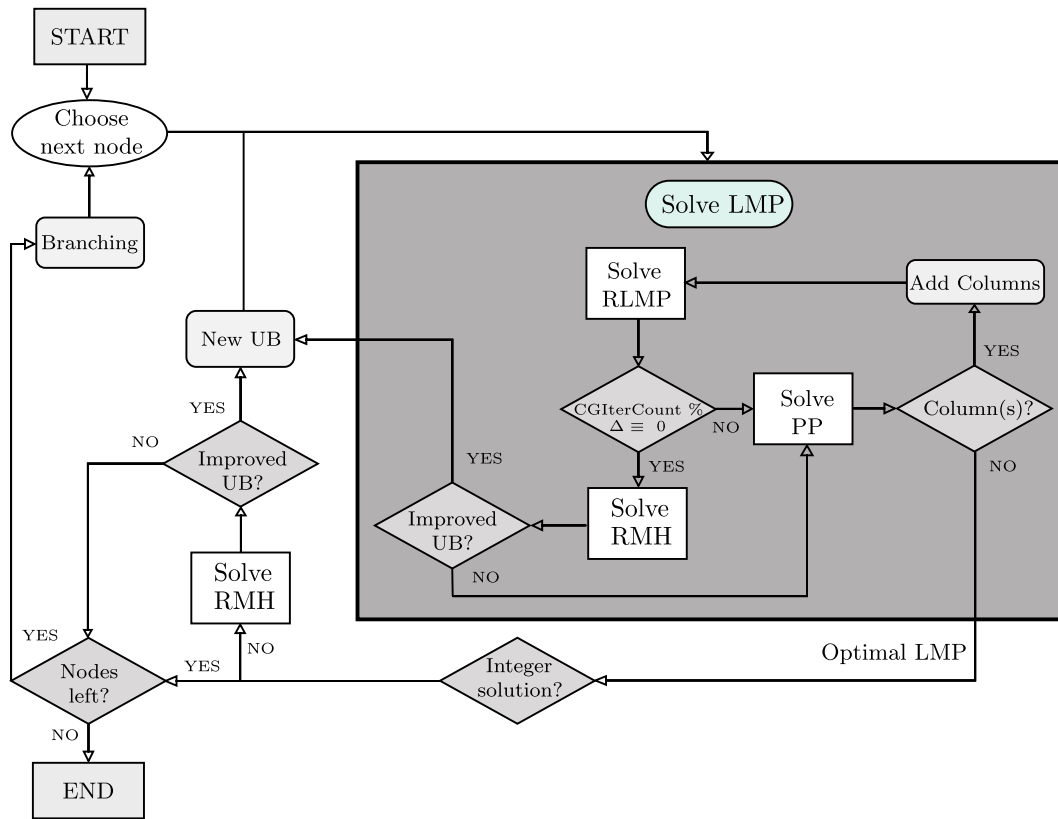 START
Choose
next node
Branching
Solve LMP
Solve
RLMP
Add Columns
New UB
YES
CGIterCount %
Δ ≡ 0
NO
Solve
PP
Column(s)?
YES
NO
Improved
UB?
YES
NO
YES
Solve
RMH
Improved
UB?
NO
NO
Solve
RMH
Optimal LMP
YES
Nodes
left?
YES
NO
Integer
solution?
NO
END